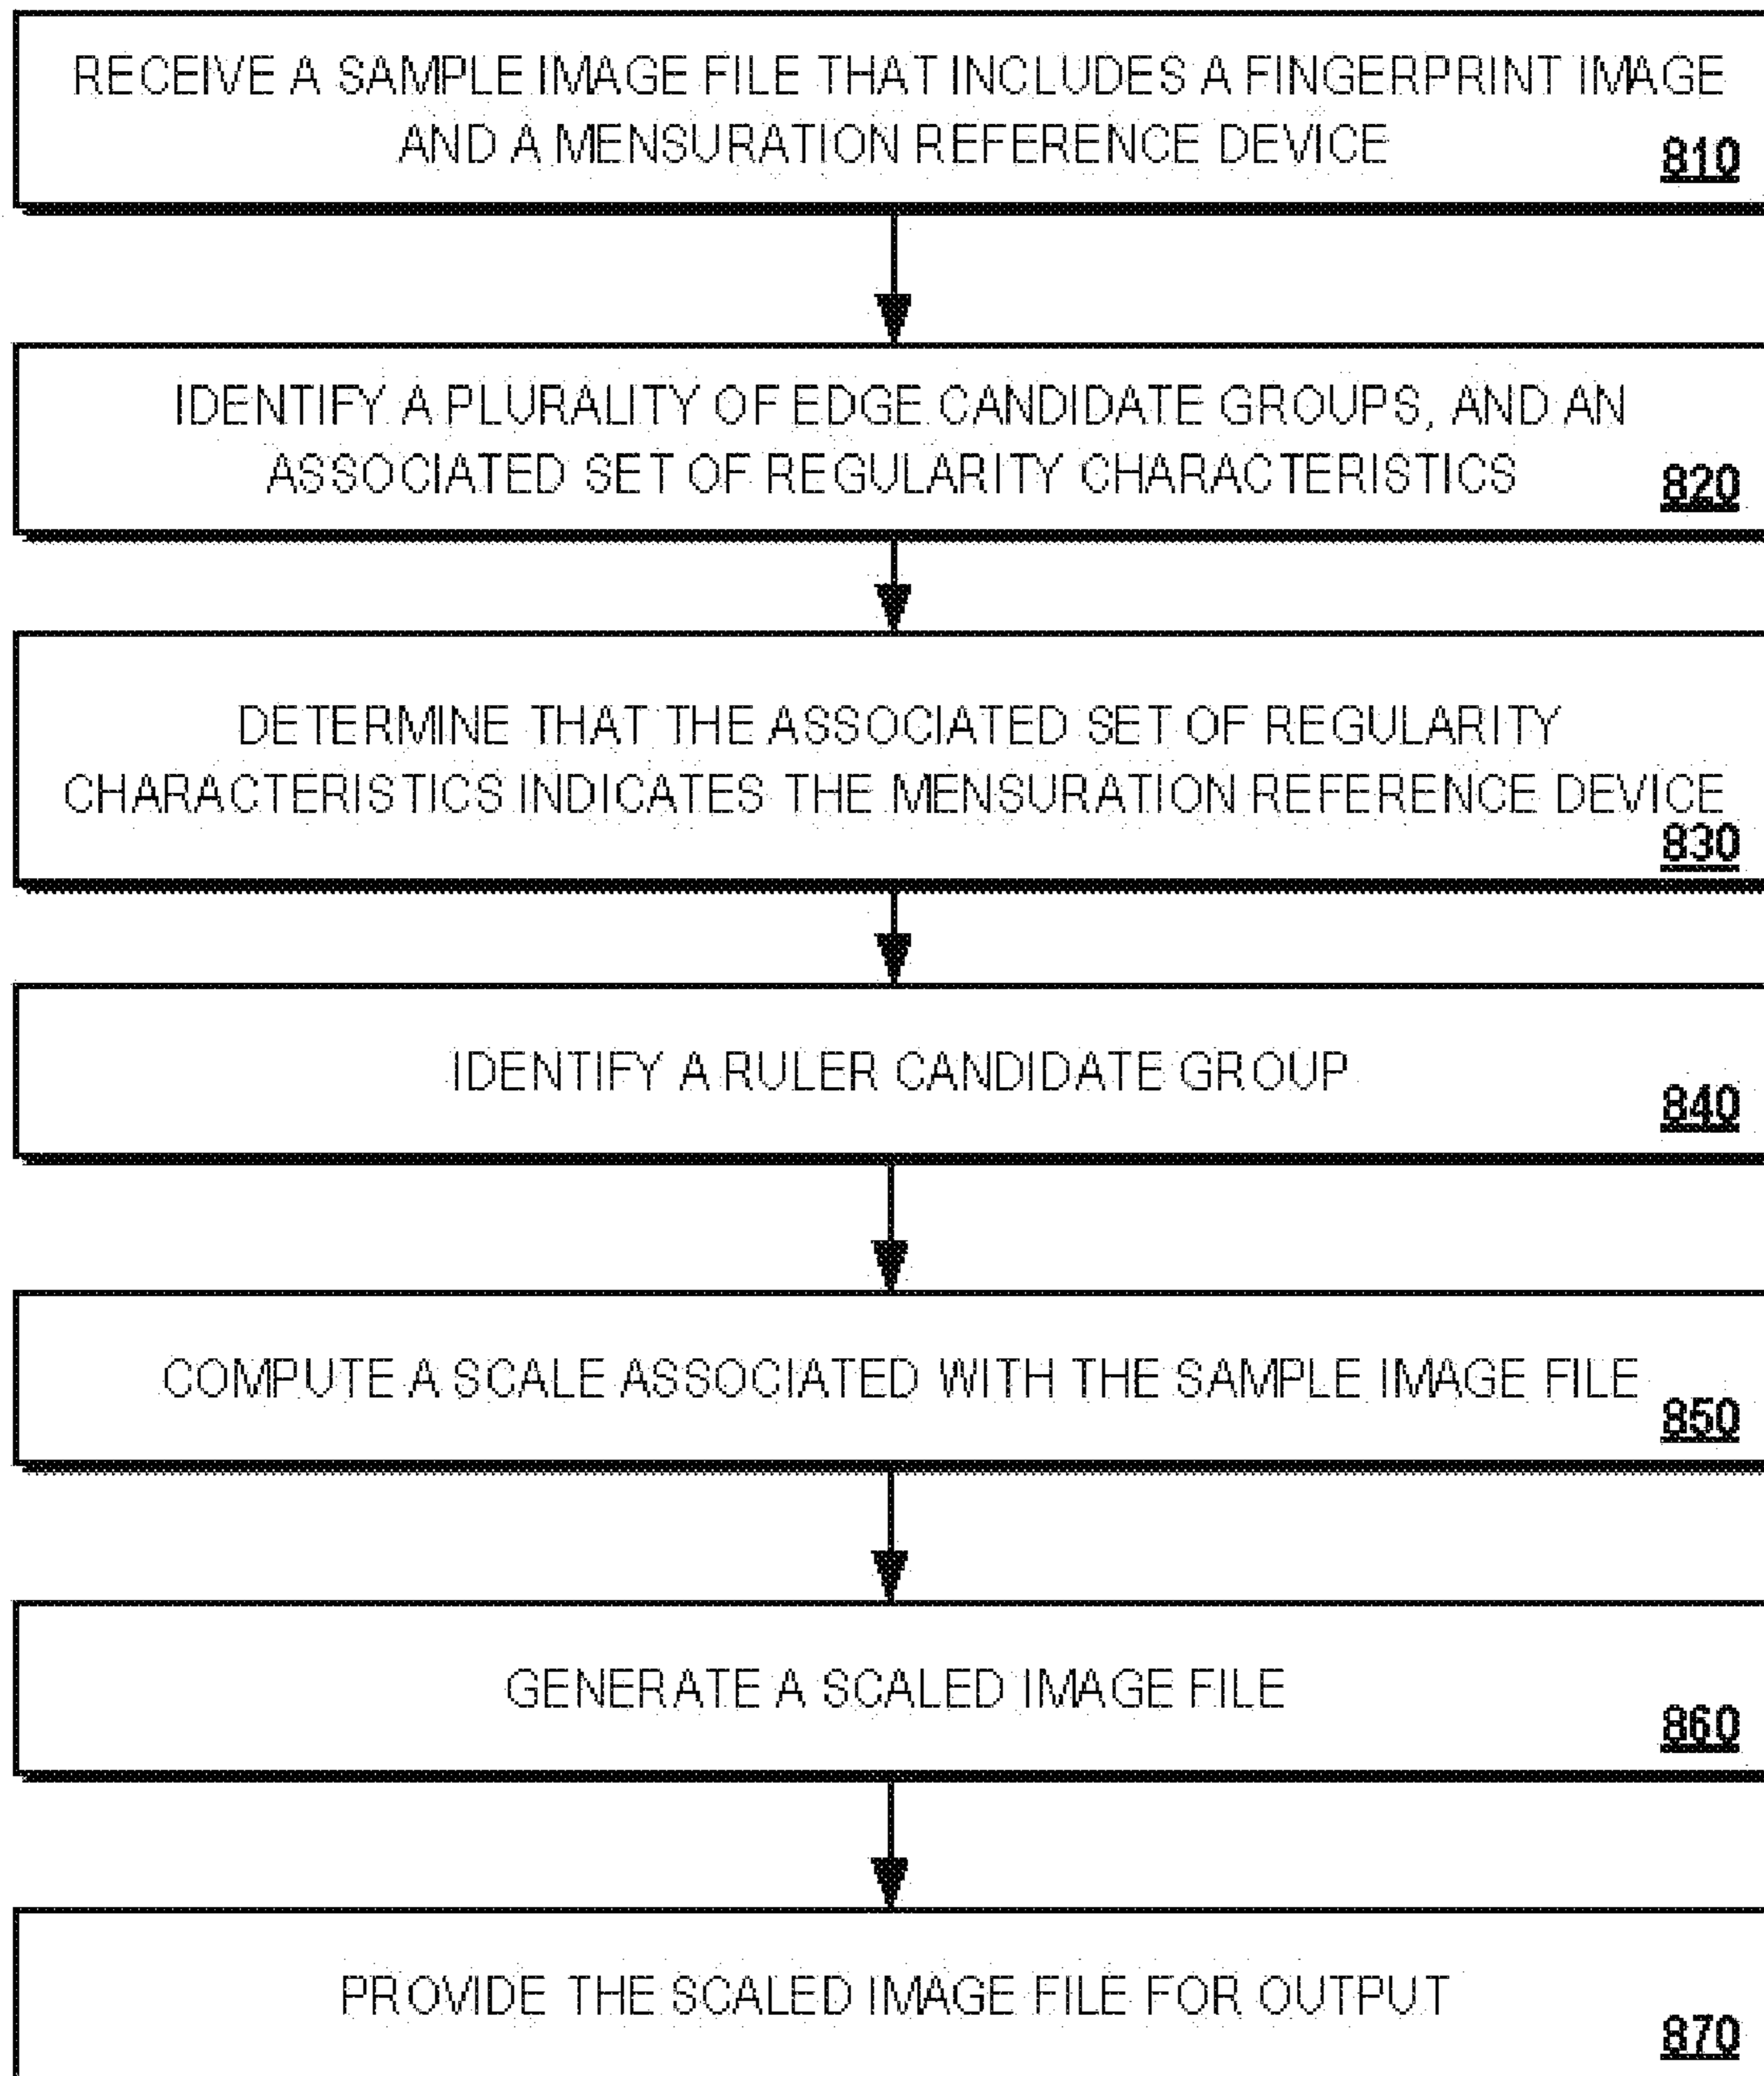 RECEIVE A SAMPLE IMAGE FILE THAT INCLUDES A FINGERPRINT IMAGE
AND A MENSURATION REFERENCE DEVICE
810
IDENTIFY A PLURALITY OF EDGE CANDIDATE GROUPS, AND AN
ASSOCIATED SET OF REGULARITY CHARACTERISTICS
820
DETERMINE THAT THE ASSOCIATED SET OF REGULARITY
CHARACTERISTICS INDICATES THE MENSURATION REFERENCE DEVICE
830
IDENTIFY A RULER CANDIDATE GROUP
840
COMPUTE A SCALE ASSOCIATED WITH THE SAMPLE IMAGE FILE
850
GENERATE A SCALED IMAGE FILE
860
PROVIDE THE SCALED IMAGE FILE FOR OUTPUT
870